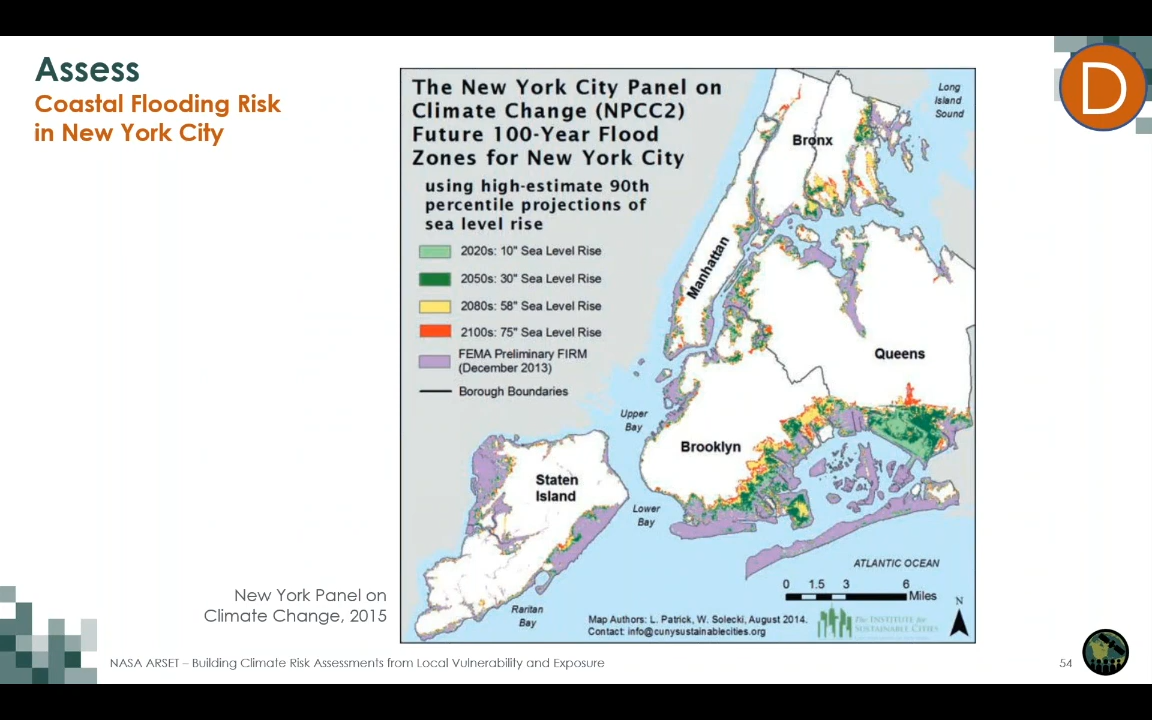 Assess
Coastal Flooding Risk
in New York City
D
The New York City Panel on
Climate Change (NPCC2)
Future 100-Year Flood
Zones for New York City
using high-estimate 90th
percentile projections of
sea level rise
2020s: 10" Sea Level Rise
2050s: 30" Sea Level Rise
2080s: 58" Sea Level Rise
2100s: 75" Sea Level Rise
FEMA Preliminary FIRM
(December 2013)
Borough Boundaries
Long
Island
Sound
Bronx
Manhattan
Queens
Upper
Bay
Brooklyn
Staten
Island
Lower
Bay
ATLANTIC OCEAN
0 1.5 3 6
Miles
N
Raritan
Bay
Map Authors: L. Patrick, W. Solecki, August 2014.
Contact: info@cunysustainablecities.org
The INSTITUTE for
SUSTAINABLE CITIES
New York Panel on
Climate Change, 2015
NASA ARSET – Building Climate Risk Assessments from Local Vulnerability and Exposure
54